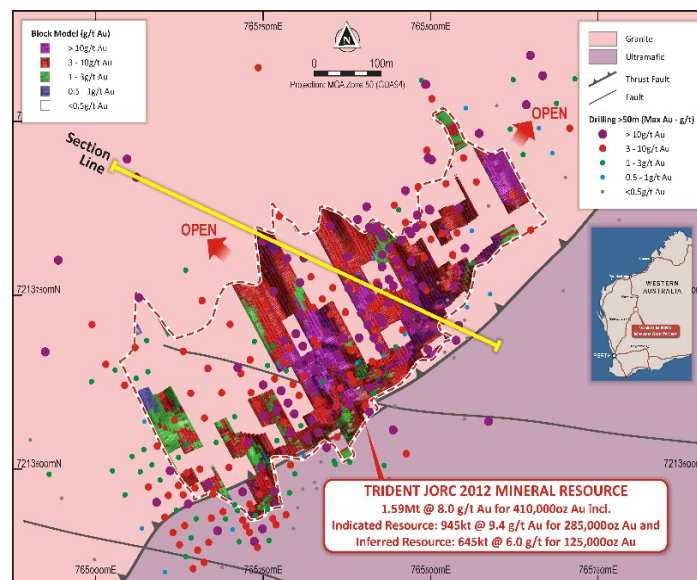 Block Model (g/t Au)
> 10g/t Au
3 - 10g/t Au
1 - 3g/t Au
0.5 - 1g/t Au
<0.5g/t Au
0
100m
Projection: MGA Zone 50 (GDA94)
Granite
Ultramafic
Thrust Fault
Fault
Drilling >50m (Max Au - g/t)
> 10g/t Au
3 - 10g/t Au
1 - 3g/t Au
0.5 - 1g/t Au
<0.5g/t Au
OPEN
Section
Line
OPEN
WESTERN
AUSTRALIA
PERTH
7213600mN
TRIDENT JORC 2012 MINERAL RESOURCE
1.59Mt @ 8.0 g/t Au for 410,000oz Au incl.
Indicated Resource: 945kt @ 9.4 g/t Au for 285,000oz Au and
Inferred Resource: 645kt @ 6.0 g/t for 125,000oz Au
765000mE